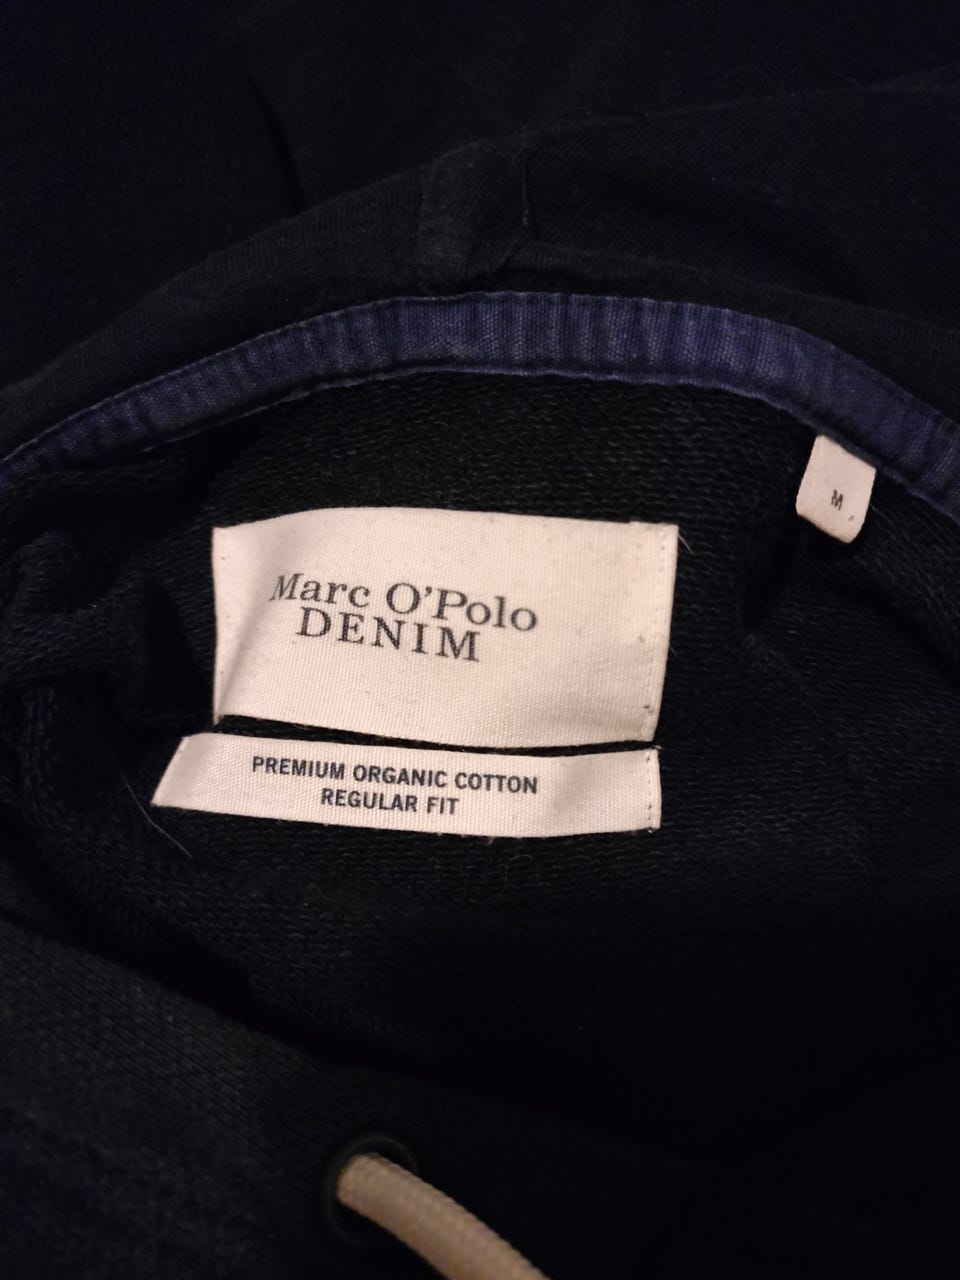 M
Marc O'Polo
DENIM
PREMIUM ORGANIC COTTON
REGULAR FIT